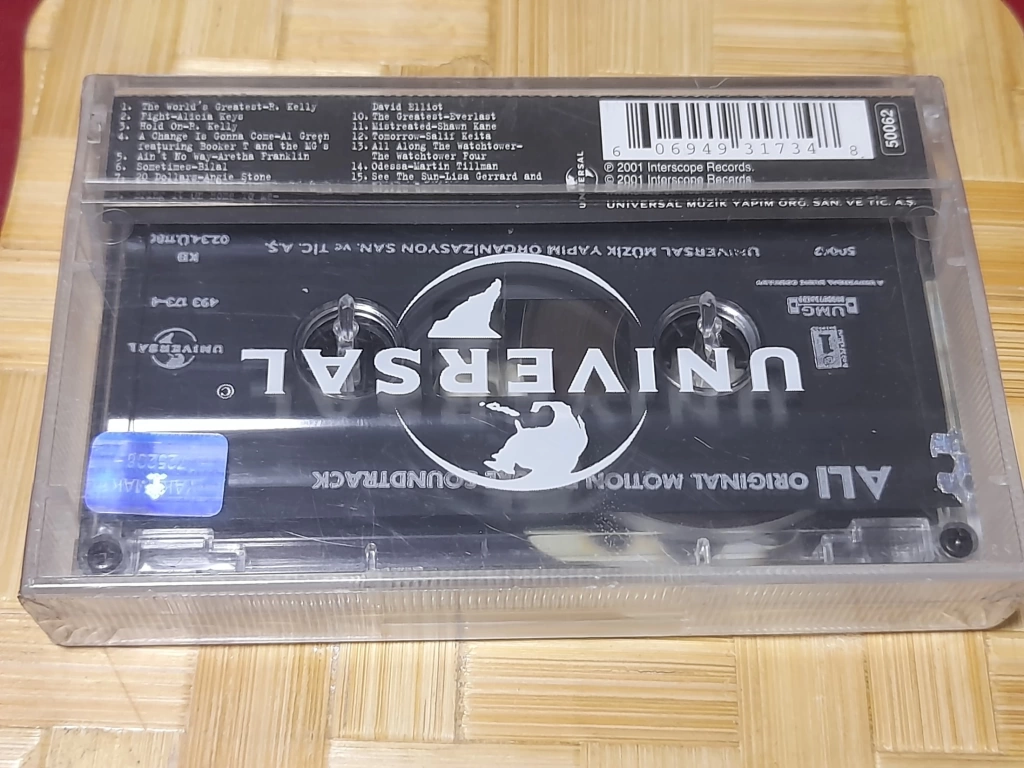 1. The World's Greatest-R. Kelly
2. Fight-Alicia Keys
3. Hold On-R. Kelly
4. A Change Is Gonna Come-Al Green
featuring Booker T and the MG's
5. Ain't No Way-Aretha Franklin
6. Sometimes-Bilal
7. 20 Dollars-Angie Stone
David Elliot
10. The Greatest-Everlast
11. Mistreated-Shawn Kane
12. Tomorrow-Salif Keita
13. All Along The Watchtower-
The Watchtower Four
14. Odessa-Martin Tillman
15. See The Sun-Lisa Gerrard and
6 06949 31734 8
50062
℗ 2001 Interscope Records.
© 2001 Interscope Records.
UNIVERSAL
UNIVERSAL MÜZİK YAPIM ORG. SAN. VE TİC. A.Ş.
ALI ORIGINAL MOTION SOUNDTRACK
UNIVERSAL
©
UNIVERSAL
493 173-4
UMG
UNIVERSAL MÜZİK YAPIM ORGANİZASYON SAN. ve TİC. A.Ş.